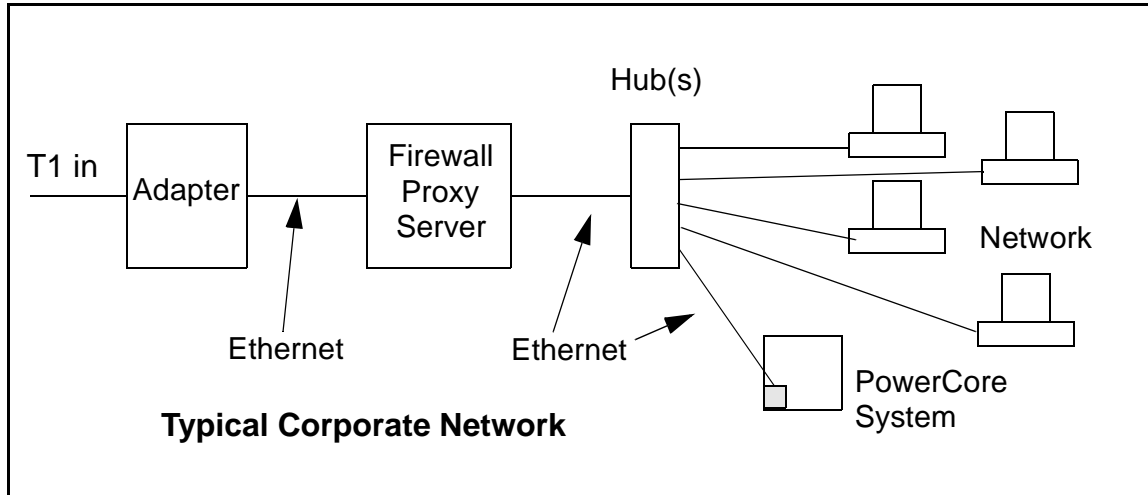 Hub(s)
T1 in
Adapter
Firewall
Proxy
Server
Network
Ethernet
Ethernet
PowerCore
System
Typical Corporate Network